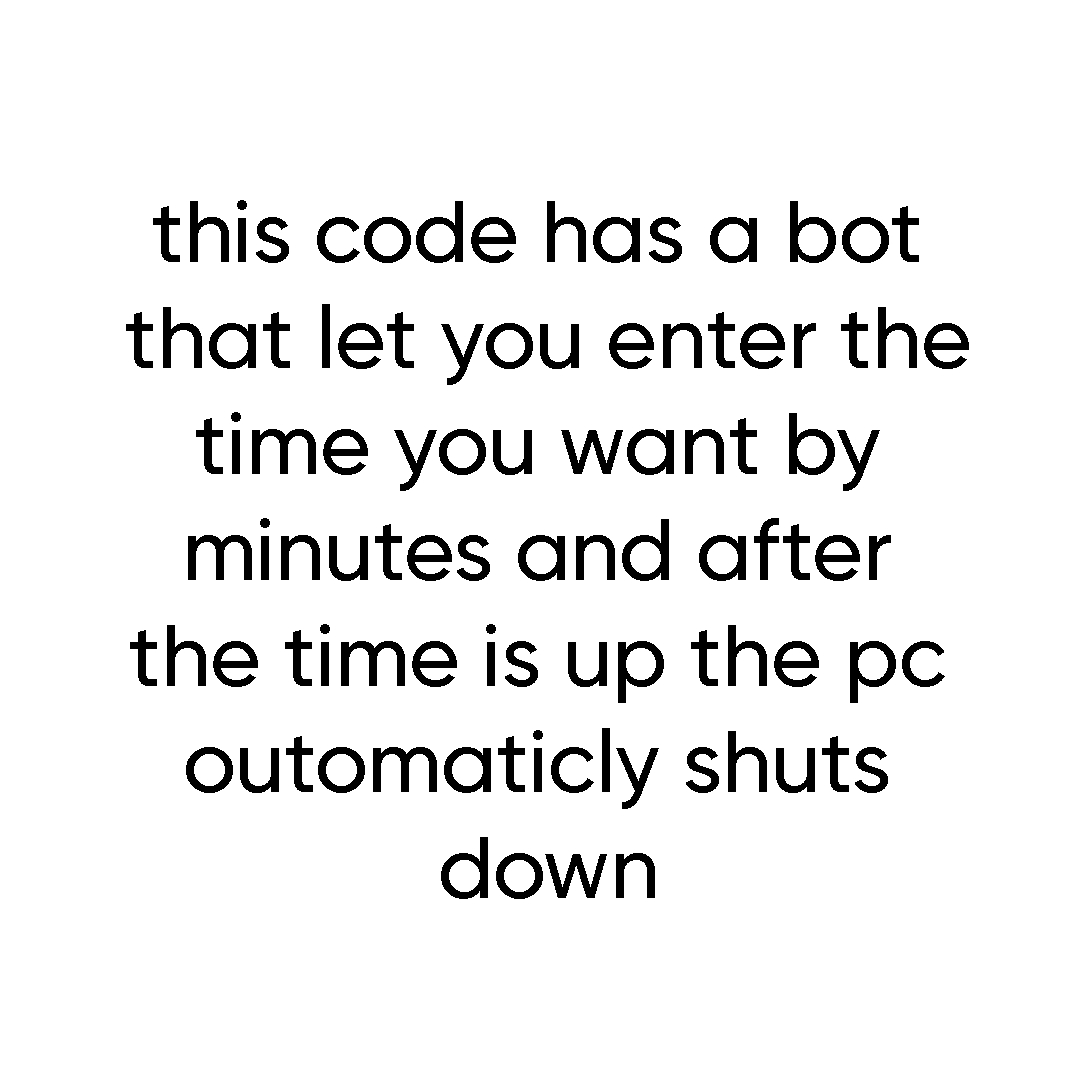 this code has a bot
that let you enter the
time you want by
minutes and after
the time is up the pc
outomaticly shuts
down